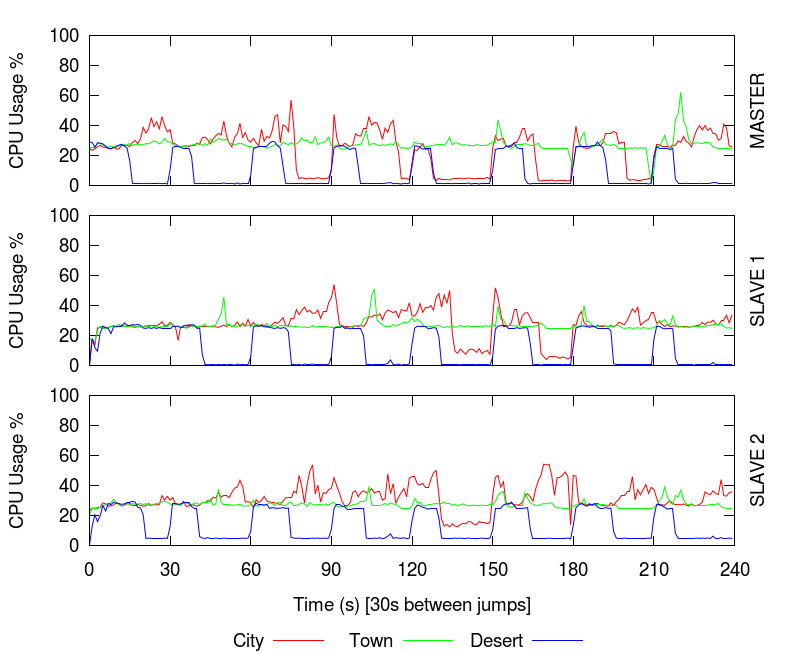 100
80
60
40
20
0
CPU Usage %
MASTER
100
80
60
40
20
0
CPU Usage %
SLAVE 1
100
80
60
40
20
0
CPU Usage %
SLAVE 2
0 30 60 90 120 150 180 210 240
Time (s) [30s between jumps]
City Town Desert